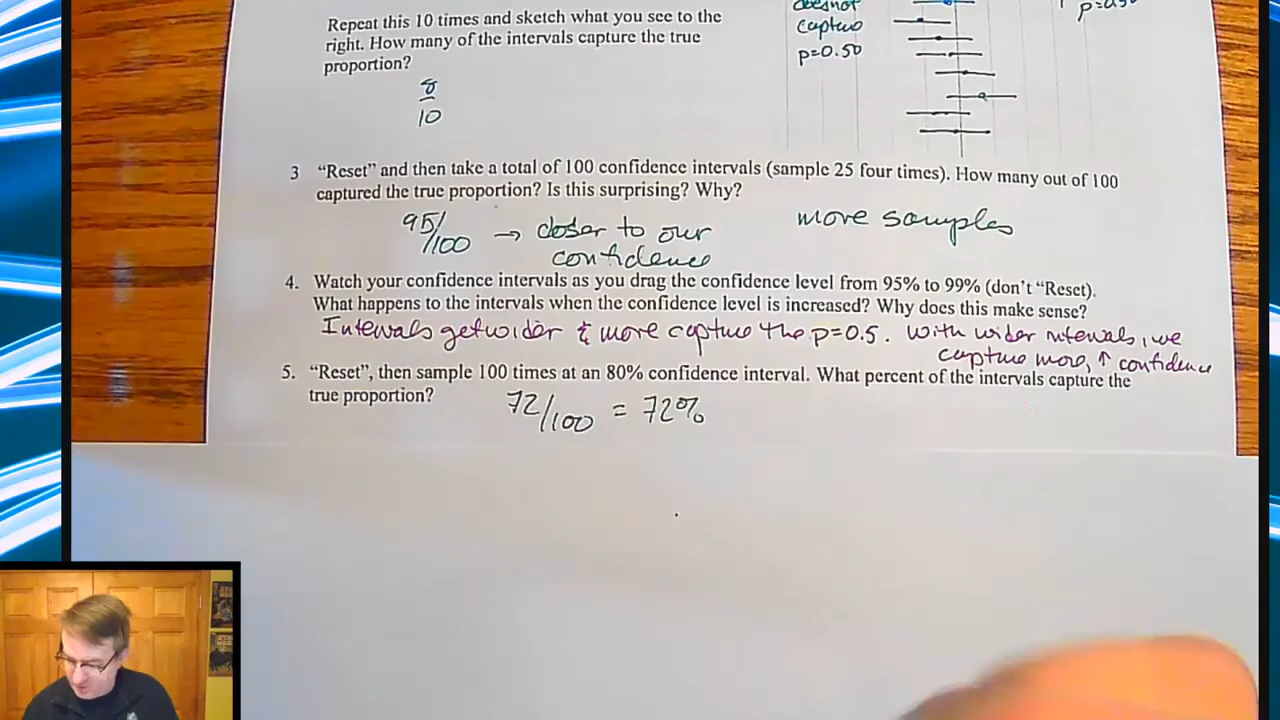 does not
Repeat this 10 times and sketch what you see to the
capture
right. How many of the intervals capture the true
p=0.50
proportion?
8
10
3 “Reset” and then take a total of 100 confidence intervals (sample 25 four times). How many out of 100
captured the true proportion? Is this surprising? Why?
95/100 → closer to our
confidence
more samples
4. Watch your confidence intervals as you drag the confidence level from 95% to 99% (don’t “Reset).
What happens to the intervals when the confidence level is increased? Why does this make sense?
Intervals get wider & more capture the p=0.5. With wider intervals, we
capture more, ↑ confidence
5. “Reset”, then sample 100 times at an 80% confidence interval. What percent of the intervals capture the
true proportion?
72/100 = 72%